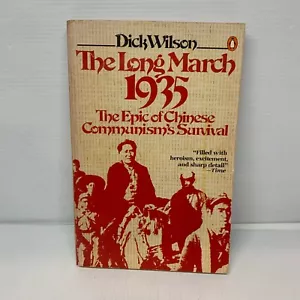 Dick Wilson
The Long March
1935
The Epic of Chinese
Communism's Survival
"Filled with
heroism, excitement,
and sharp detail"
—Time